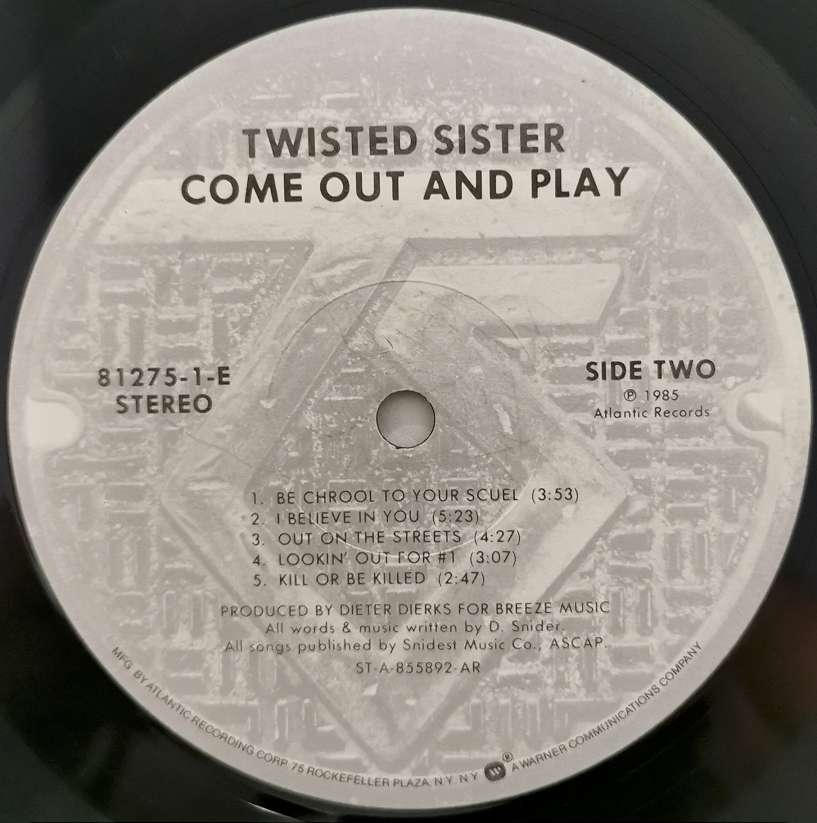 TWISTED SISTER
COME OUT AND PLAY
81275-1-E
STEREO
SIDE TWO
℗ 1985
Atlantic Records
1. BE CHROOL TO YOUR SCUEL (3:53)
2. I BELIEVE IN YOU (5:23)
3. OUT ON THE STREETS (4:27)
4. LOOKIN' OUT FOR #1 (3:07)
5. KILL OR BE KILLED (2:47)
PRODUCED BY DIETER DIERKS FOR BREEZE MUSIC
All words & music written by D. Snider.
All songs published by Snidest Music Co., ASCAP.
ST-A-855892-AR
MFG. BY ATLANTIC RECORDING CORP. 75 ROCKEFELLER PLAZA, N.Y. N.Y. ® A WARNER COMMUNICATIONS COMPANY